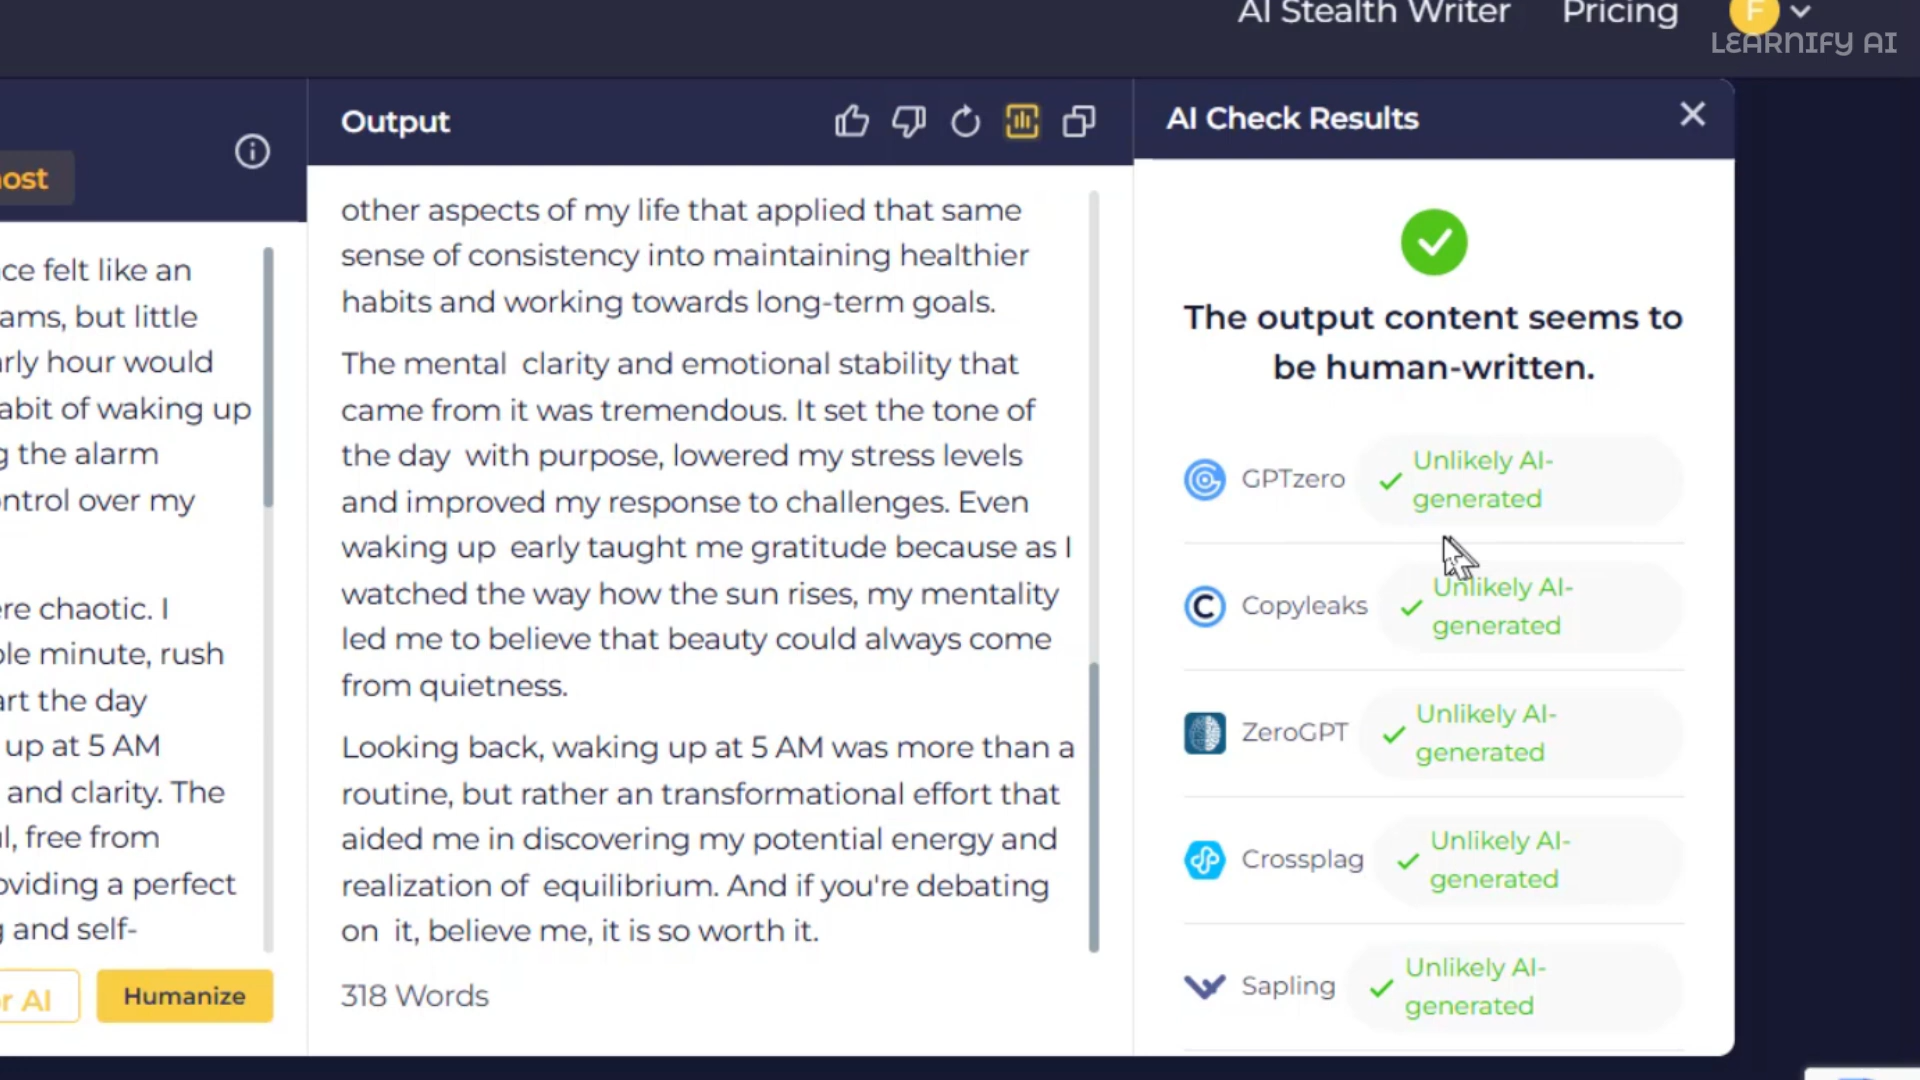 AI Stealth Writer
Pricing
F
LEARNIFY AI
ost
ce felt like an
ams, but little
rly hour would
abit of waking up
g the alarm
ontrol over my
ere chaotic. I
ble minute, rush
art the day
up at 5 AM
and clarity. The
l, free from
oviding a perfect
g and self-
r AI
Humanize
Output
other aspects of my life that applied that same
sense of consistency into maintaining healthier
habits and working towards long-term goals.
The mental clarity and emotional stability that
came from it was tremendous. It set the tone of
the day with purpose, lowered my stress levels
and improved my response to challenges. Even
waking up early taught me gratitude because as I
watched the way how the sun rises, my mentality
led me to believe that beauty could always come
from quietness.
Looking back, waking up at 5 AM was more than a
routine, but rather an transformational effort that
aided me in discovering my potential energy and
realization of equilibrium. And if you're debating
on it, believe me, it is so worth it.
318 Words
AI Check Results
The output content seems to
be human-written.
GPTzero
Unlikely AI-
generated
Copyleaks
Unlikely AI-
generated
ZeroGPT
Unlikely AI-
generated
Crossplag
Unlikely AI-
generated
Sapling
Unlikely AI-
generated